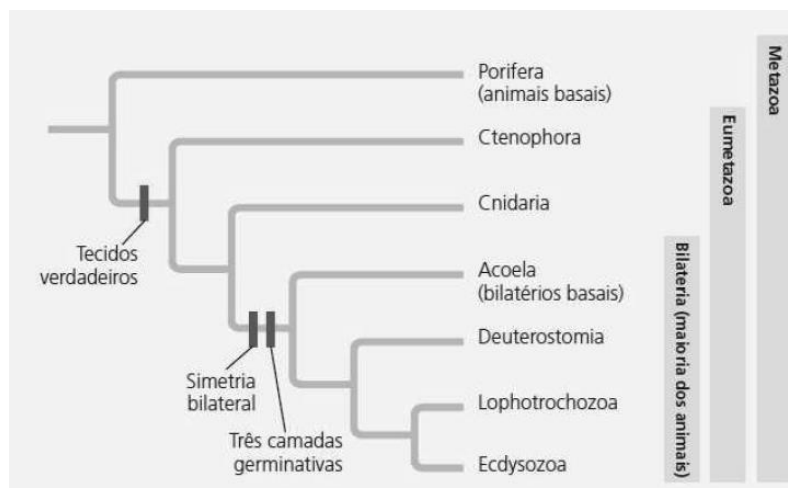 Porifera
(animais basais)
Ctenophora
Cnidaria
Acoela
(bilatérios basais)
Deuterostomia
Lophotrochozoa
Ecdysozoa
Tecidos
verdadeiros
Simetria
bilateral
Três camadas
germinativas
Bilateria (maioria dos animais)
Eumetazoa
Metazoa